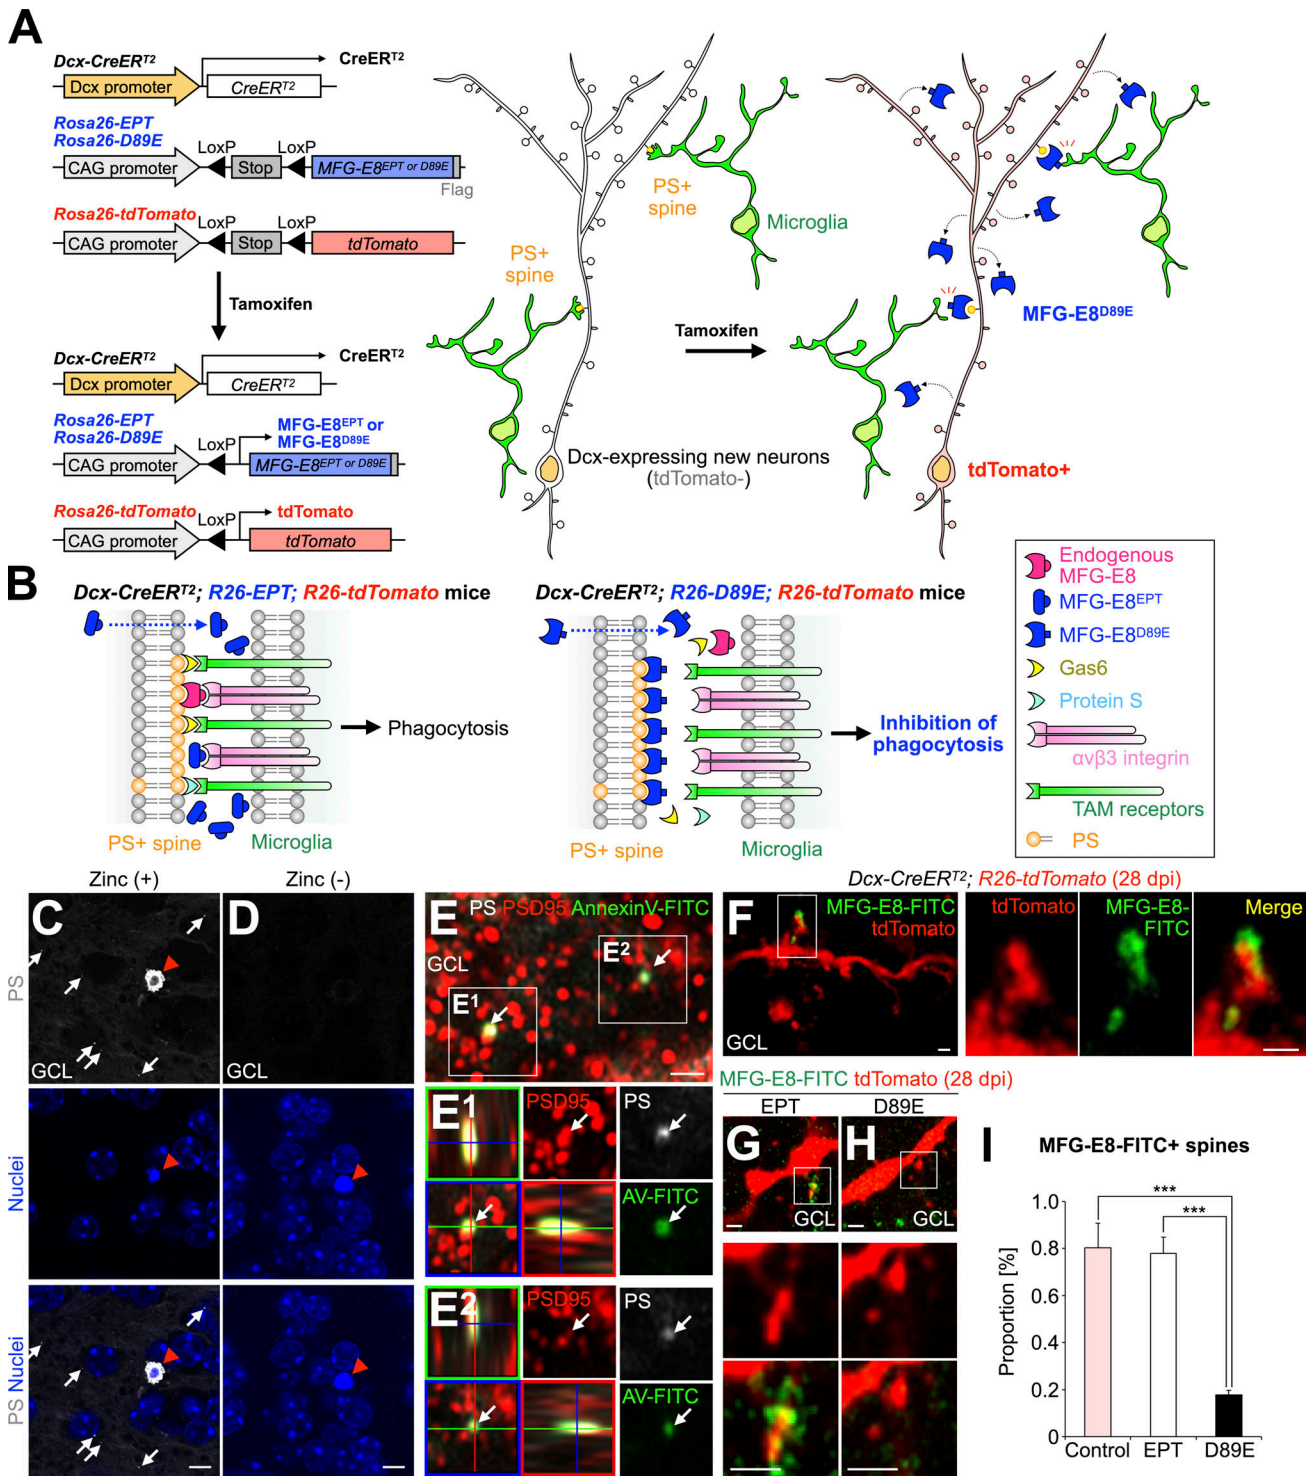 A
Dcx-CreERT2
CreERT2
Dcx promoter
CreERT2
Rosa26-EPT
Rosa26-D89E
LoxP
LoxP
CAG promoter
Stop
MFG-E8EPT or D89E
Flag
Rosa26-tdTomato
LoxP
LoxP
CAG promoter
Stop
tdTomato
Tamoxifen
Dcx-CreERT2
CreERT2
Dcx promoter
CreERT2
Rosa26-EPT
Rosa26-D89E
LoxP
MFG-E8EPT or
MFG-E8D89E
CAG promoter
MFG-E8EPT or D89E
Rosa26-tdTomato
LoxP
tdTomato
CAG promoter
tdTomato
PS+
spine
Microglia
PS+
spine
Tamoxifen
Dcx-expressing new neurons
(tdTomato-)
MFG-E8D89E
tdTomato+
B
Dcx-CreERT2; R26-EPT; R26-tdTomato mice
Phagocytosis
PS+ spine
Microglia
Dcx-CreERT2; R26-D89E; R26-tdTomato mice
Inhibition of
phagocytosis
PS+ spine
Microglia
Endogenous
MFG-E8
MFG-E8EPT
MFG-E8D89E
Gas6
Protein S
αvβ3 integrin
TAM receptors
PS
Zinc (+)
Zinc (-)
C
D
PS
GCL
Nuclei
PS Nuclei
E
PS PSD95 AnnexinV-FITC
GCL
E1
E2
E1
PSD95
PS
AV-FITC
E2
PSD95
PS
AV-FITC
Dcx-CreERT2; R26-tdTomato (28 dpi)
F
MFG-E8-FITC
tdTomato
GCL
tdTomato
MFG-E8-
FITC
Merge
MFG-E8-FITC tdTomato (28 dpi)
EPT
D89E
G
GCL
H
GCL
I
MFG-E8-FITC+ spines
***
***
Proportion [%]
1.0
0.8
0.6
0.4
0.2
0
Control
EPT
D89E